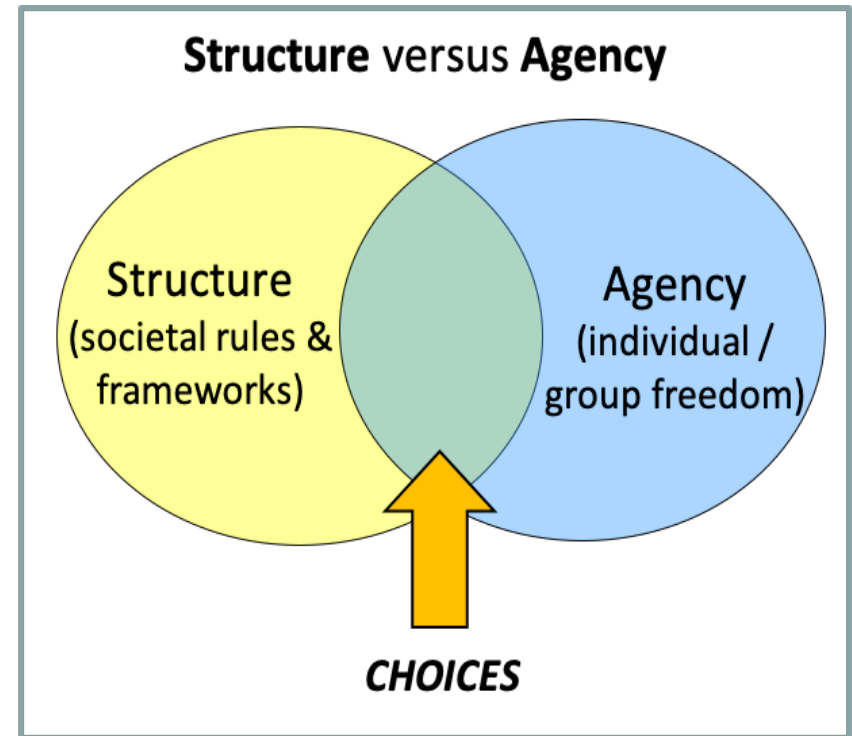 Structure versus Agency
Structure
(societal rules &
frameworks)
Agency
(individual /
group freedom)
CHOICES